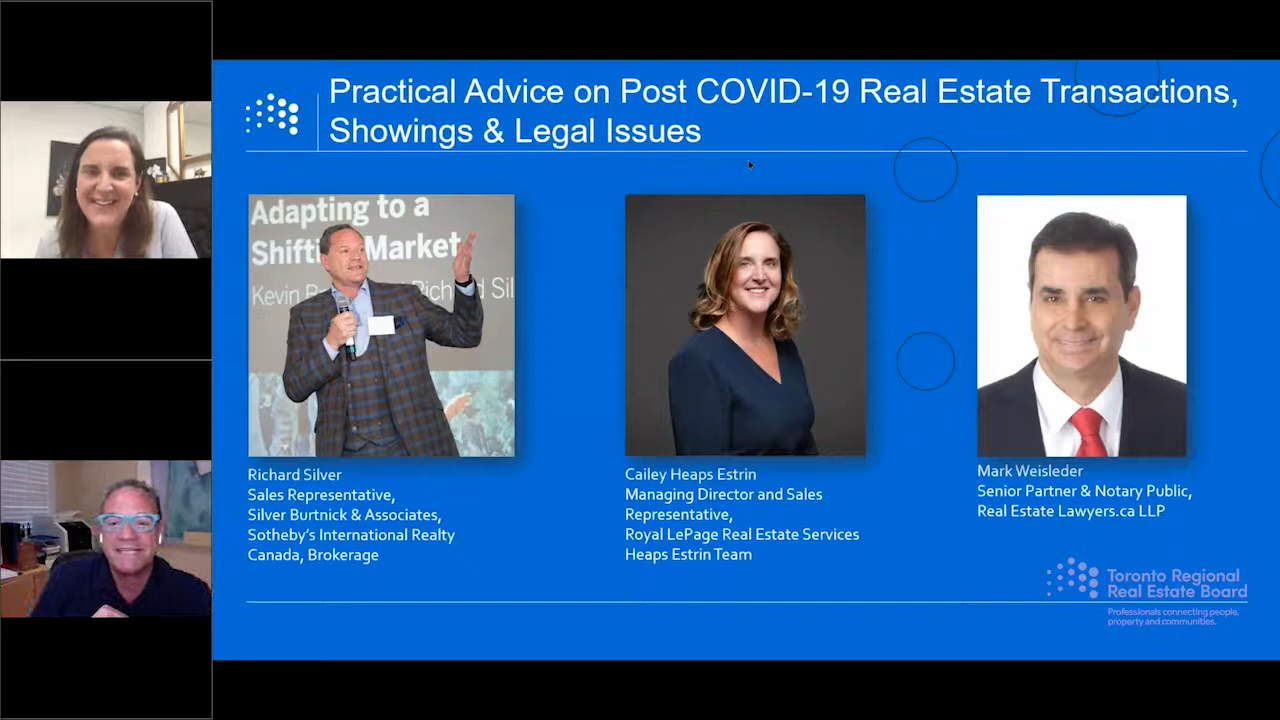 Practical Advice on Post COVID-19 Real Estate Transactions,
Showings & Legal Issues
Adapting to a
Market
Kevin
Richard Silver
Sales Representative,
Silver Burtnick & Associates,
Sotheby's International Realty
Canada, Brokerage
Cailey Heaps Estrin
Managing Director and Sales
Representative,
Royal LePage Real Estate Services
Heaps Estrin Team
Mark Weisleder
Senior Partner & Notary Public,
Real Estate Lawyers.ca LLP
Toronto Regional
Real Estate Board
Professionals connecting people,
property and communities.